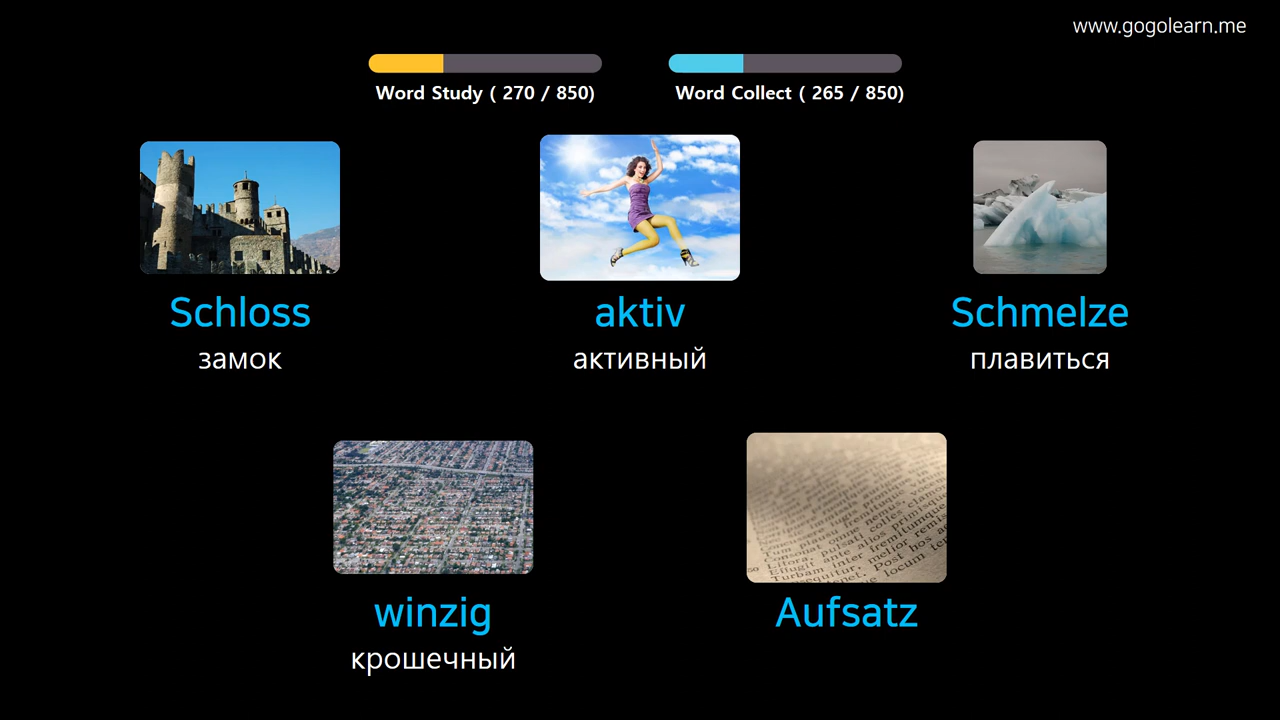 www.gogolearn.me
Word Study ( 270 / 850)
Word Collect ( 265 / 850)
Schloss
замок
aktiv
активный
Schmelze
плавиться
winzig
крошечный
Aufsatz